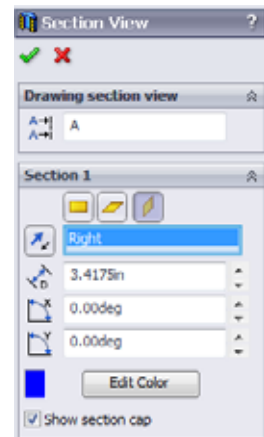 Section View ?
Drawing section view
A
Section 1
Right
3.4175in
0.00deg
0.00deg
Edit Color
Show section cap